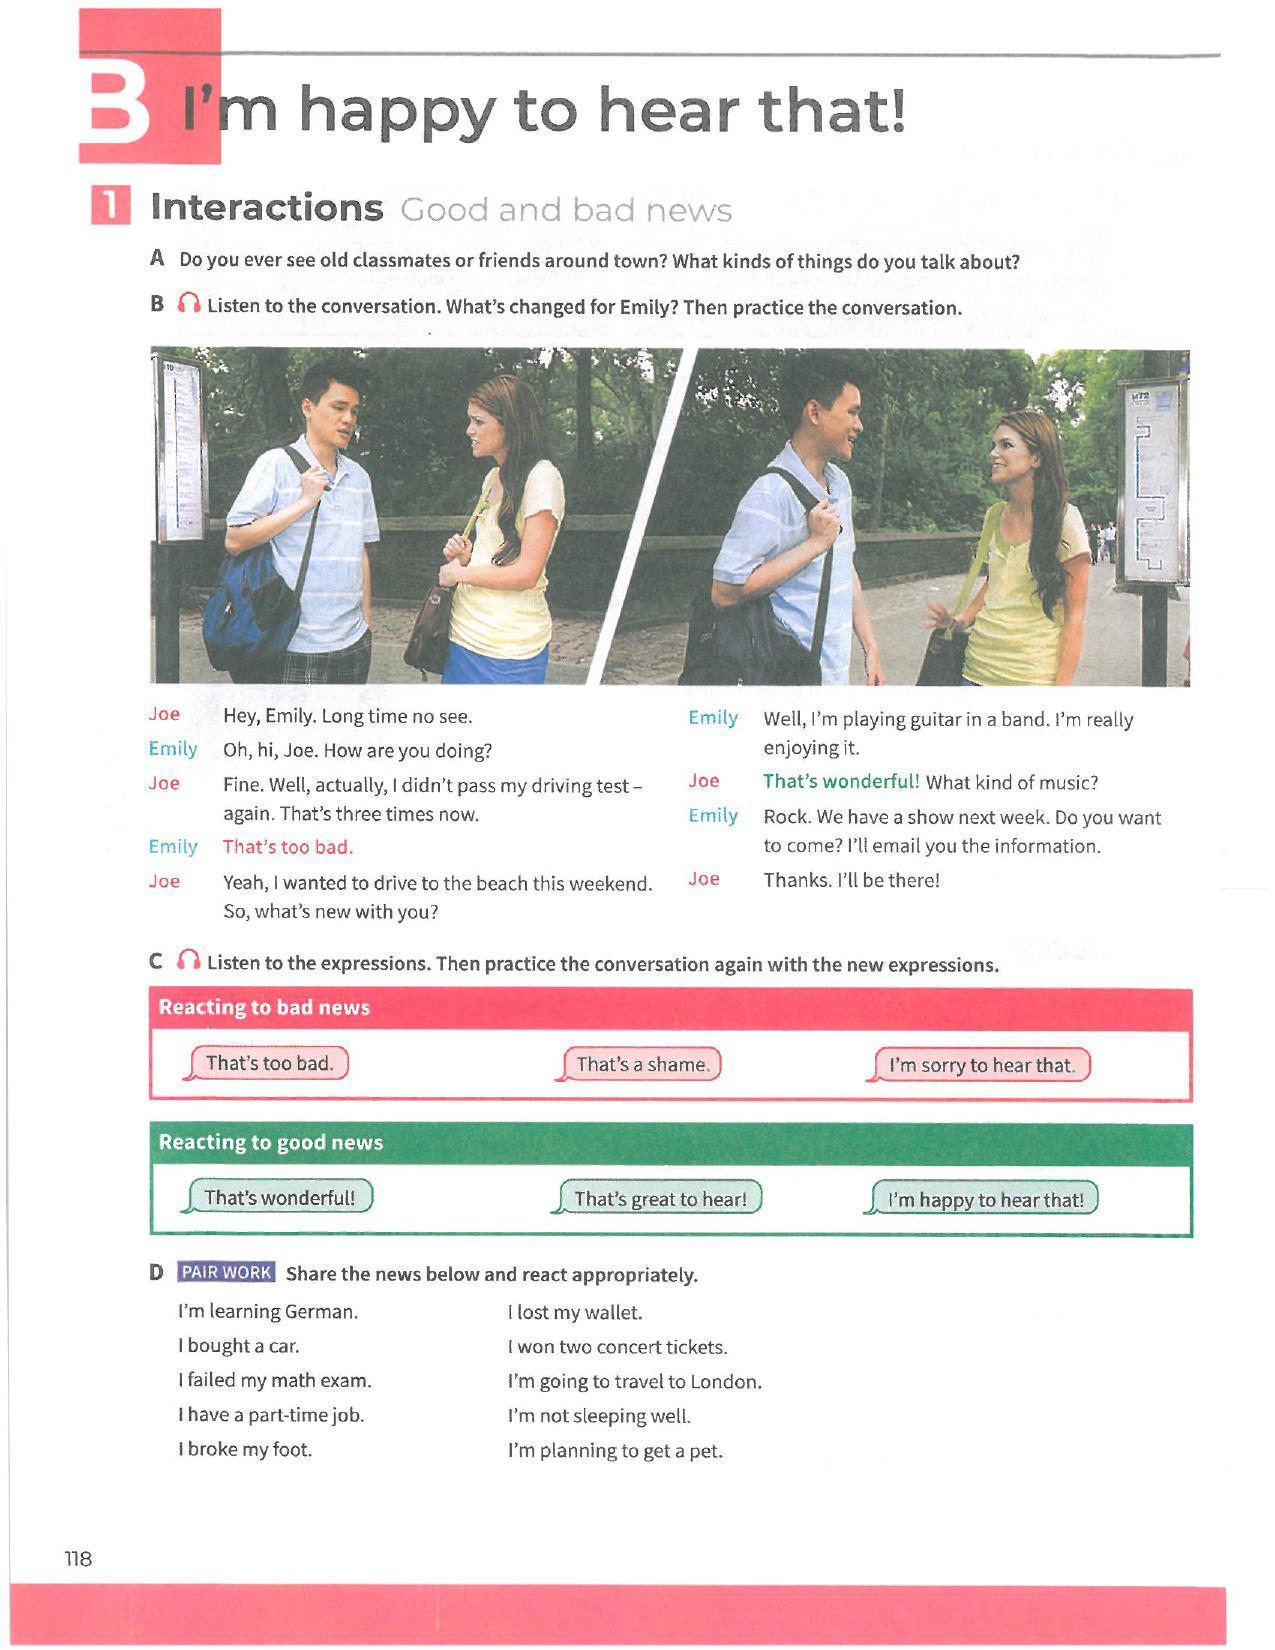 B I'm happy to hear that!
1 Interactions Good and bad news
A Do you ever see old classmates or friends around town? What kinds of things do you talk about?
B Listen to the conversation. What's changed for Emily? Then practice the conversation.
Joe Hey, Emily. Long time no see.
Emily Oh, hi, Joe. How are you doing?
Joe Fine. Well, actually, I didn't pass my driving test –
again. That's three times now.
Emily That's too bad.
Joe Yeah, I wanted to drive to the beach this weekend.
So, what's new with you?
Emily Well, I'm playing guitar in a band. I'm really
enjoying it.
Joe That's wonderful! What kind of music?
Emily Rock. We have a show next week. Do you want
to come? I'll email you the information.
Joe Thanks. I'll be there!
C Listen to the expressions. Then practice the conversation again with the new expressions.
Reacting to bad news
That's too bad. That's a shame. I'm sorry to hear that.
Reacting to good news
That's wonderful! That's great to hear! I'm happy to hear that!
D PAIR WORK Share the news below and react appropriately.
I'm learning German.
I bought a car.
I failed my math exam.
I have a part-time job.
I broke my foot.
I lost my wallet.
I won two concert tickets.
I'm going to travel to London.
I'm not sleeping well.
I'm planning to get a pet.
118